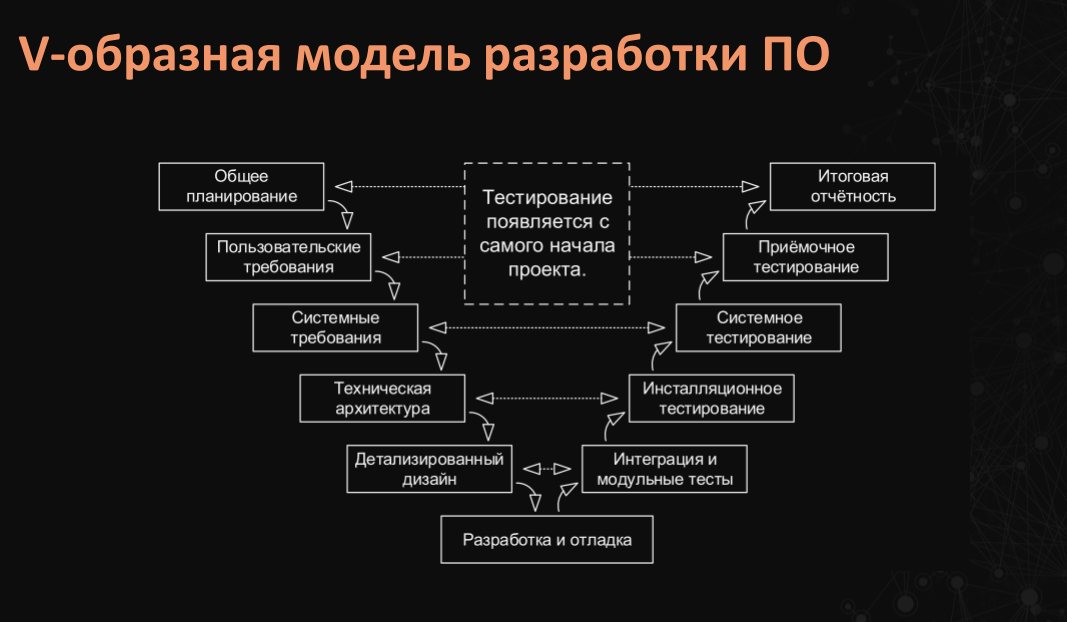 V-образная модель разработки ПО
Общее
планирование
Тестирование
появляется с
самого начала
проекта.
Итоговая
отчётность
Пользовательские
требования
Приёмочное
тестирование
Системные
требования
Системное
тестирование
Техническая
архитектура
Инсталляционное
тестирование
Детализированный
дизайн
Интеграция и
модульные тесты
Разработка и отладка